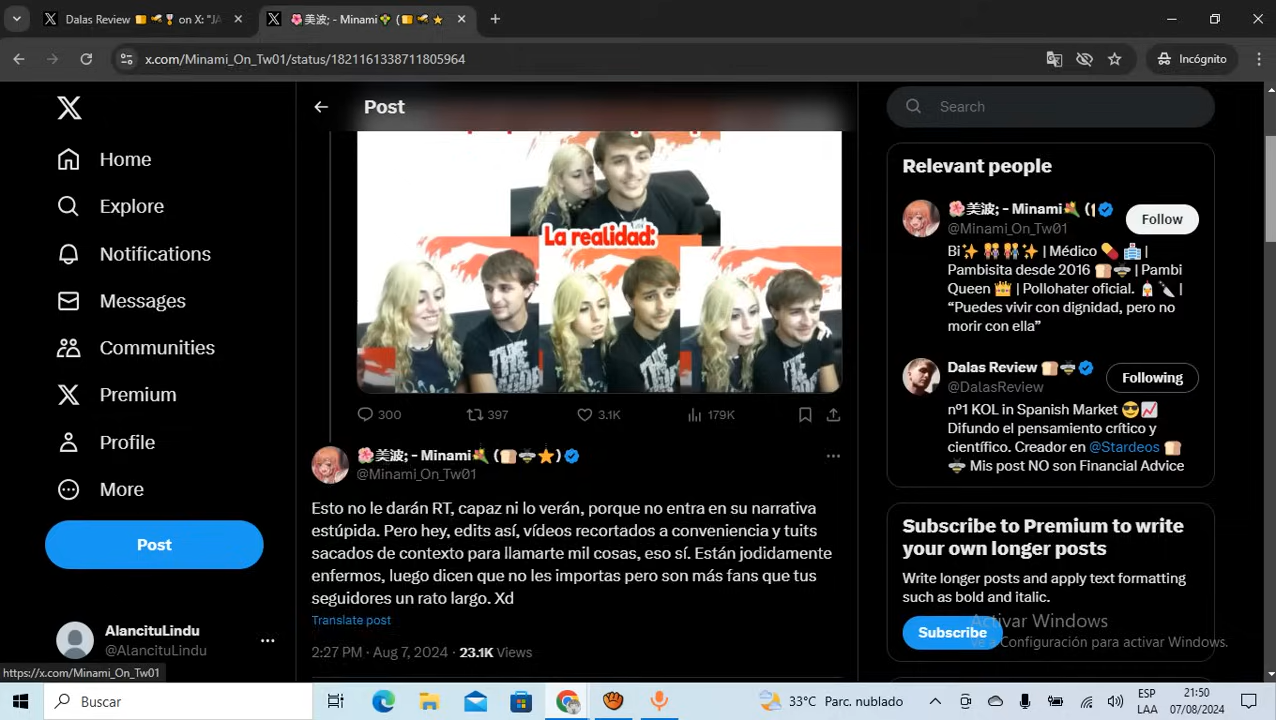 Dalas Review 🍞🐝🎖 on X: "JA
🌸美波; - Minami💐 (🍞🐝⭐
x.com/Minami_On_Tw01/status/1821161338711805964
Incógnito
Home
Explore
Notifications
Messages
Communities
Premium
Profile
More
Post
AlancituLindu
@AlancituLindu
https://x.com/Minami_On_Tw01
Post
La realidad:
300
397
3.1K
179K
🌸美波; - Minami💐 (🍞🐝⭐)
@Minami_On_Tw01
Esto no le darán RT, capaz ni lo verán, porque no entra en su narrativa
estúpida. Pero hey, edits así, vídeos recortados a conveniencia y tuits
sacados de contexto para llamarte mil cosas, eso sí. Están jodidamente
enfermos, luego dicen que no les importas pero son más fans que tus
seguidores un rato largo. Xd
Translate post
2:27 PM · Aug 7, 2024 · 23.1K Views
Search
Relevant people
🌸美波; - Minami💐 (
@Minami_On_Tw01
Follow
Bi✨ 👭👬✨ | Médico 💊 🏥 |
Pambisita desde 2016 🍞🐝 | Pambi
Queen 👑 | Pollohater oficial. 🔪 |
“Puedes vivir con dignidad, pero no
morir con ella”
Dalas Review 🍞🐝
@DalasReview
Following
nº1 KOL in Spanish Market 😎📈
Difundo el pensamiento crítico y
científico. Creador en @Stardeos 🍞
🐝 Mis post NO son Financial Advice
Subscribe to Premium to write
your own longer posts
Write longer posts and apply text formatting
such as bold and italic.
Subscribe
Activar Windows
Ve a Configuración para activar Windows.
Buscar
33°C Parc. nublado
ESP
LAA
21:50
07/08/2024